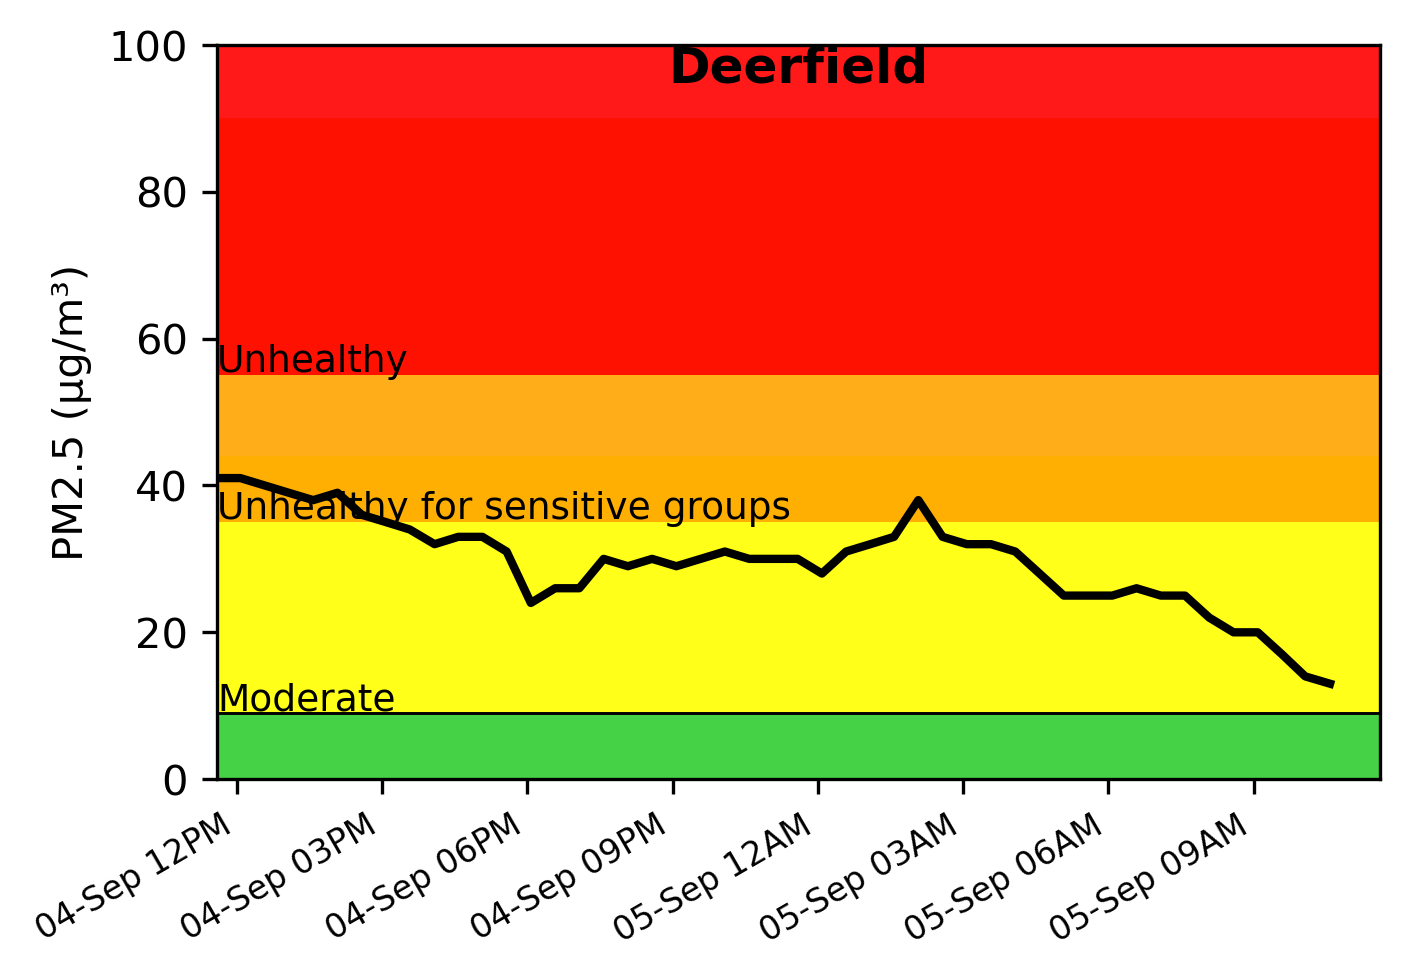 Deerfield
100
80
60
40
20
0
PM2.5 (µg/m³)
Unhealthy
Unhealthy for sensitive groups
Moderate
04-Sep 12PM
04-Sep 03PM
04-Sep 06PM
04-Sep 09PM
05-Sep 12AM
05-Sep 03AM
05-Sep 06AM
05-Sep 09AM